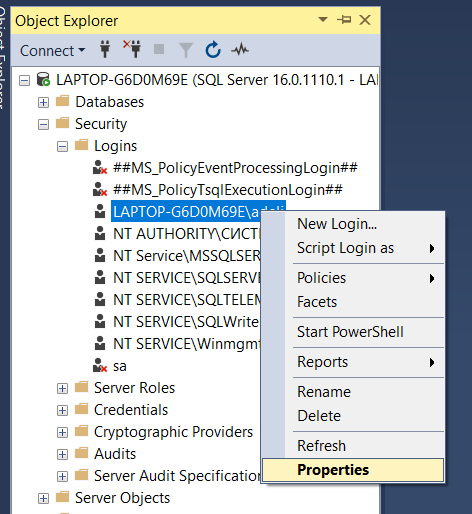 Object Explorer
Object Explorer
Connect
LAPTOP-G6D0M69E (SQL Server 16.0.1110.1 - LA
Databases
Security
Logins
##MS_PolicyEventProcessingLogin##
##MS_PolicyTsqlExecutionLogin##
LAPTOP-G6D0M69E\
NT AUTHORITY\СИСТ
NT Service\MSSQLSER
NT SERVICE\SQLSERVE
NT SERVICE\SQLTELEM
NT SERVICE\SQLWrite
NT SERVICE\Winmgmt
sa
Server Roles
Credentials
Cryptographic Providers
Audits
Server Audit Specification
Server Objects
New Login...
Script Login as
Policies
Facets
Start PowerShell
Reports
Rename
Delete
Refresh
Properties